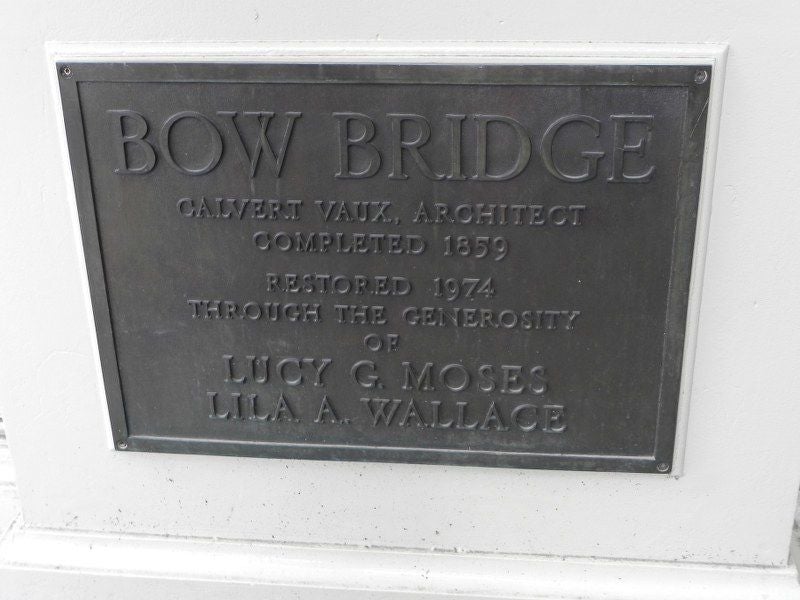 BOW BRIDGE
CALVERT VAUX, ARCHITECT
COMPLETED 1859
RESTORED 1974
THROUGH THE GENEROSITY
OF
LUCY G. MOSES
LILA A. WALLACE